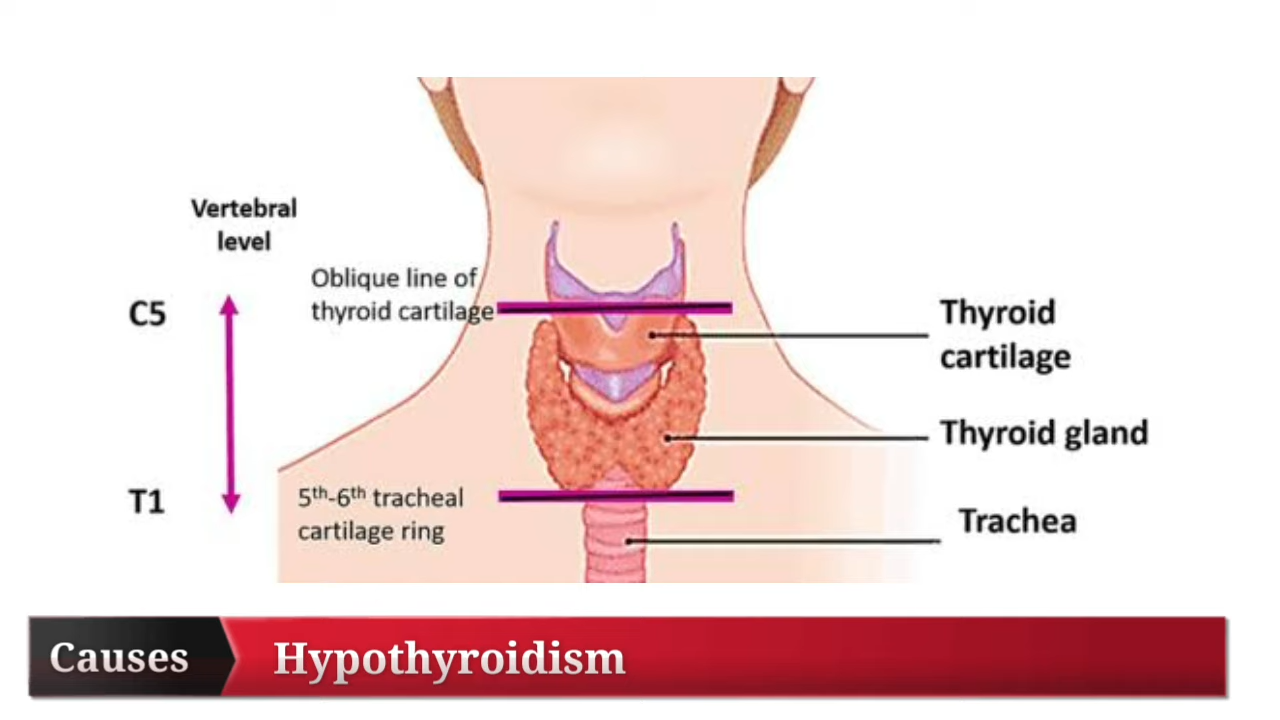 Vertebral
level
Oblique line of
thyroid cartilage
C5
Thyroid
cartilage
Thyroid gland
T1
5th-6th tracheal
cartilage ring
Trachea
Causes
Hypothyroidism